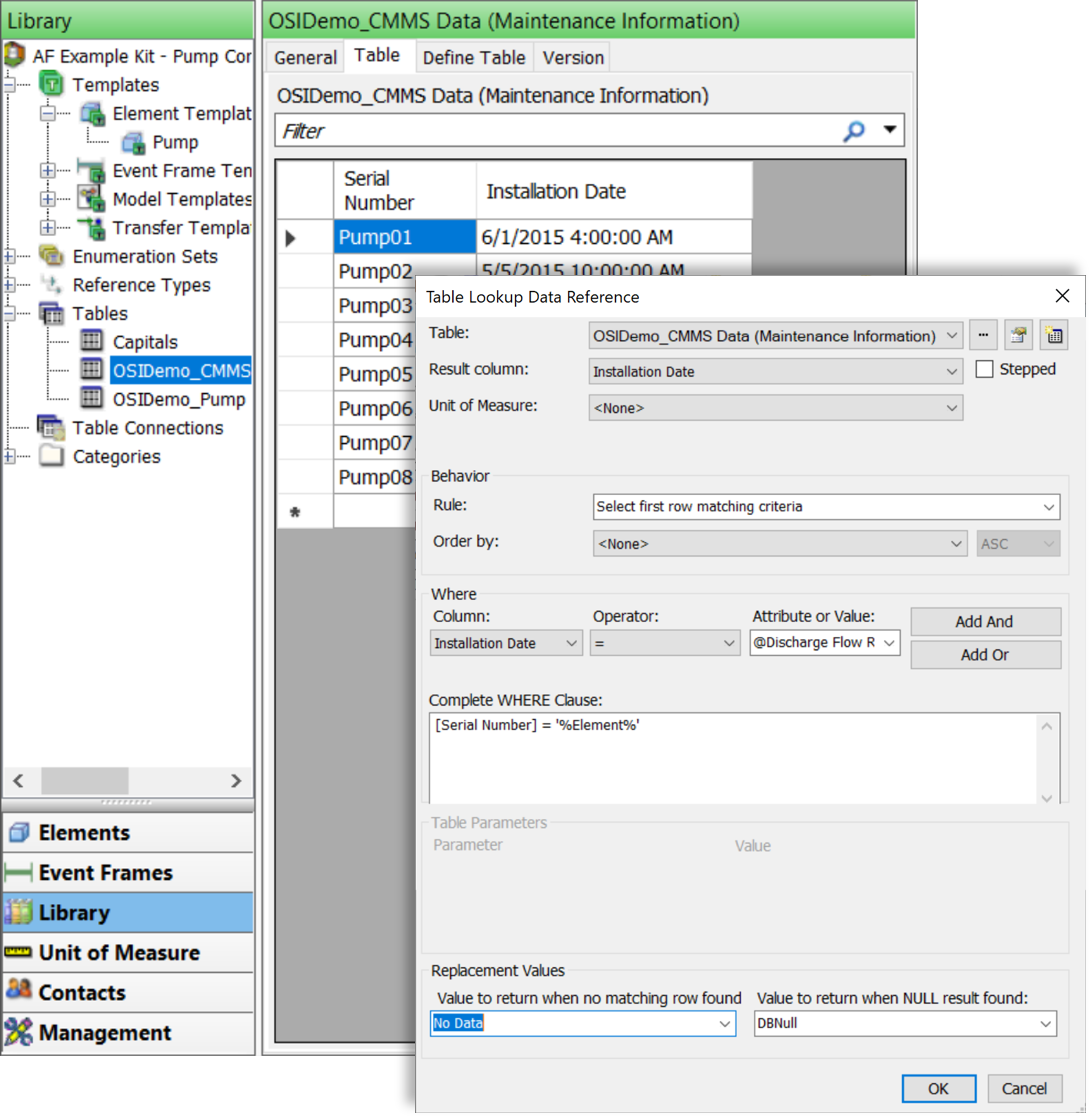 Library
AF Example Kit - Pump Cor
Templates
Element Templat
Pump
Event Frame Ten
Model Templates
Transfer Templa
Enumeration Sets
Reference Types
Tables
Capitals
OSIDemo_CMMS
OSIDemo_Pump
Table Connections
Categories
Elements
Event Frames
Library
Unit of Measure
Contacts
Management
OSIDemo_CMMS Data (Maintenance Information)
General Table Define Table Version
OSIDemo_CMMS Data (Maintenance Information)
Filter
Serial Number Installation Date
Pump01 6/1/2015 4:00:00 AM
Pump02 5/5/2015 10:00:00 AM
Pump03
Pump04
Pump05
Pump06
Pump07
Pump08
*
Table Lookup Data Reference
Table: OSIDemo_CMMS Data (Maintenance Information) ...
Result column: Installation Date Stepped
Unit of Measure: <None>
Behavior
Rule: Select first row matching criteria
Order by: <None> ASC
Where
Column: Operator: Attribute or Value: Add And
Installation Date = @Discharge Flow R
Add Or
Complete WHERE Clause:
[Serial Number] = '%Element%'
Table Parameters
Parameter Value
Replacement Values
Value to return when no matching row found Value to return when NULL result found:
No Data DBNull
OK Cancel